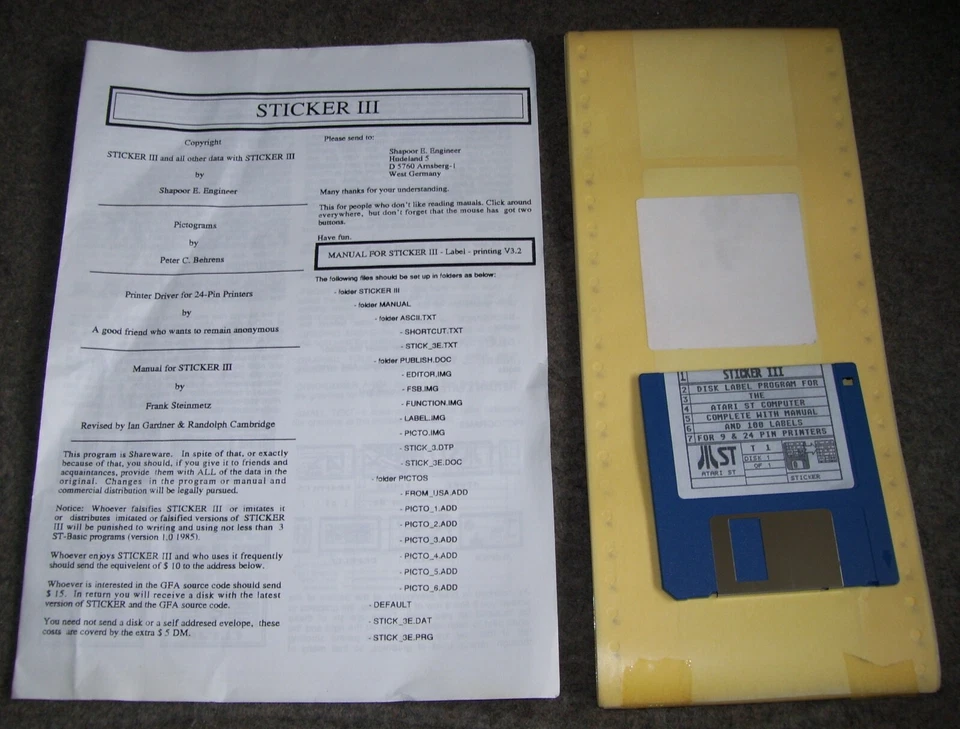 STICKER III
Copyright
STICKER III and all other data with STICKER III
by
Shapoor E. Engineer
Pictograms
by
Peter C. Behrens
Printer Driver for 24-Pin Printers
by
A good friend who wants to remain anonymous
Manual for STICKER III
by
Frank Steinmetz
Revised by Ian Gardner & Randolph Cambridge
This program is Shareware. In spite of that, or exactly
because of that, you should, if you give it to friends and
acquaintances, provide them with ALL of the data in the
original. Changes in the program or manual and
commercial distribution will be legally pursued.
Notice: Whoever falsifies STICKER III or imitates it
or distributes imitated or falsified versions of STICKER
III will be punished to writing and using not less than 3
ST-Basic programs (version 1.0 1985).
Whoever enjoys STICKER III and who uses it frequently
should send the equivelent of $ 10 to the address below.
Whoever is interested in the GFA source code should send
$ 15. In return you will receive a disk with the latest
version of STICKER and the GFA source code.
You need not send a disk or a self adresed evelope, these
costs are coverd by the extra $ 5 DM.
Please send to:
Shapoor E. Engineer
Hodeland 5
D 5760 Arnsberg-1
West Germany
Many thanks for your understanding.
This for people who don't like reading mauals. Click around
everywhere, but don't forget that the mouse has got two
buttons.
Have fun.
MANUAL FOR STICKER III - Label - printing V3.2
The following files should be set up in folders as below:
- folder STICKER III
- folder MANUAL
- folder ASCII.TXT
- SHORTCUT.TXT
- STICK_3E.TXT
- folder PUBLISH.DOC
- EDITOR.IMG
- FSB.IMG
- FUNCTION.IMG
- LABEL.IMG
- PICTO.IMG
- STICK_3.DTP
- STICK_3E.DOC
- folder PICTOS
- FROM_USA.ADD
- PICTO_1.ADD
- PICTO_2.ADD
- PICTO_3.ADD
- PICTO_4.ADD
- PICTO_5.ADD
- PICTO_6.ADD
- DEFAULT
- STICK_3E.DAT
- STICK_3E.PRG
1 STICKER III
2 DISK LABEL PROGRAM FOR
3 THE
4 ATARI ST COMPUTER
5 COMPLETE WITH MANUAL
6 AND 100 LABELS
7 FOR 9 & 24 PIN PRINTERS
ST
ATARI ST
T 1
DISK 1
OF 1
STICKER